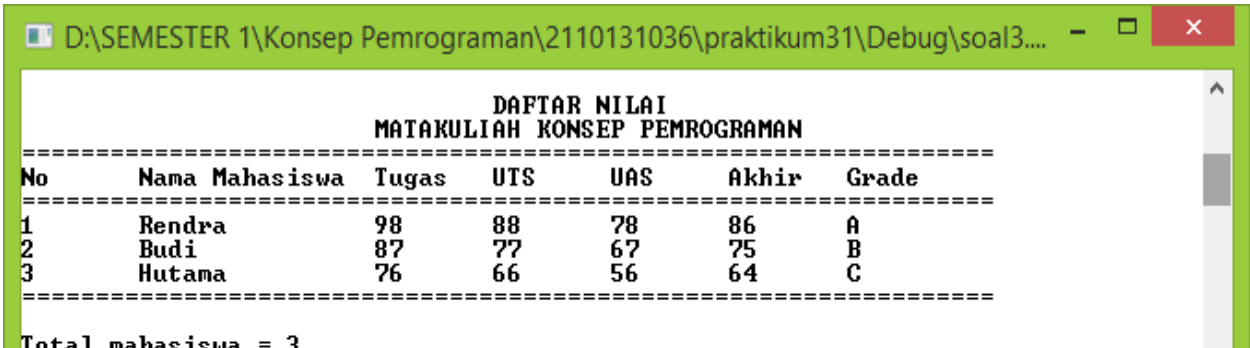 D:\SEMESTER 1\Konsep Pemrograman\2110131036\praktikum31\Debug\soal3....
DAFTAR NILAI
MATAKULIAH KONSEP PEMROGRAMAN
==================================================================
No Nama Mahasiswa Tugas UTS UAS Akhir Grade
==================================================================
1 Rendra 98 88 78 86 A
2 Budi 87 77 67 75 B
3 Hutama 76 66 56 64 C
==================================================================
Total mahasiswa = 3